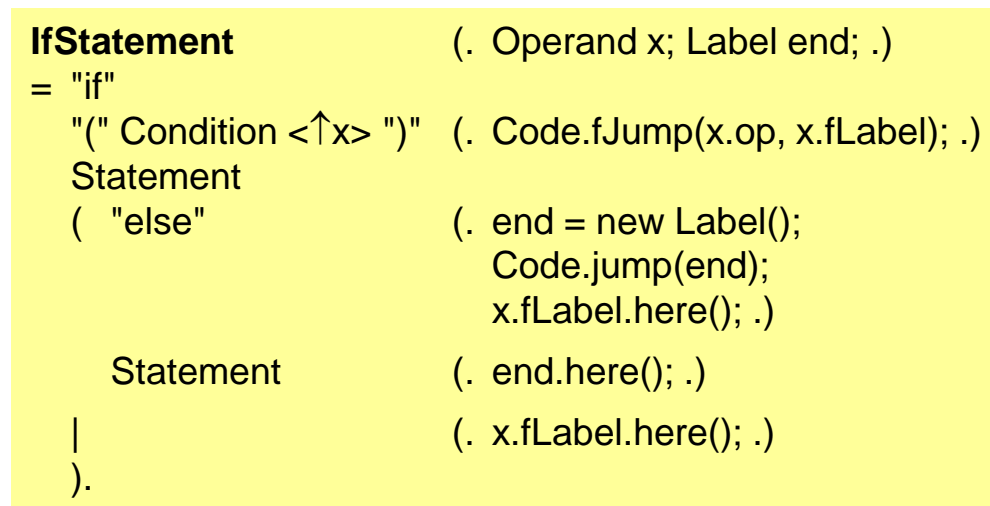 IfStatement (. Operand x; Label end; .)
= "if"
"(" Condition <↑x> ")" (. Code.fJump(x.op, x.fLabel); .)
Statement
( "else" (. end = new Label();
Code.jump(end);
x.fLabel.here(); .)
Statement (. end.here(); .)
| (. x.fLabel.here(); .)
).